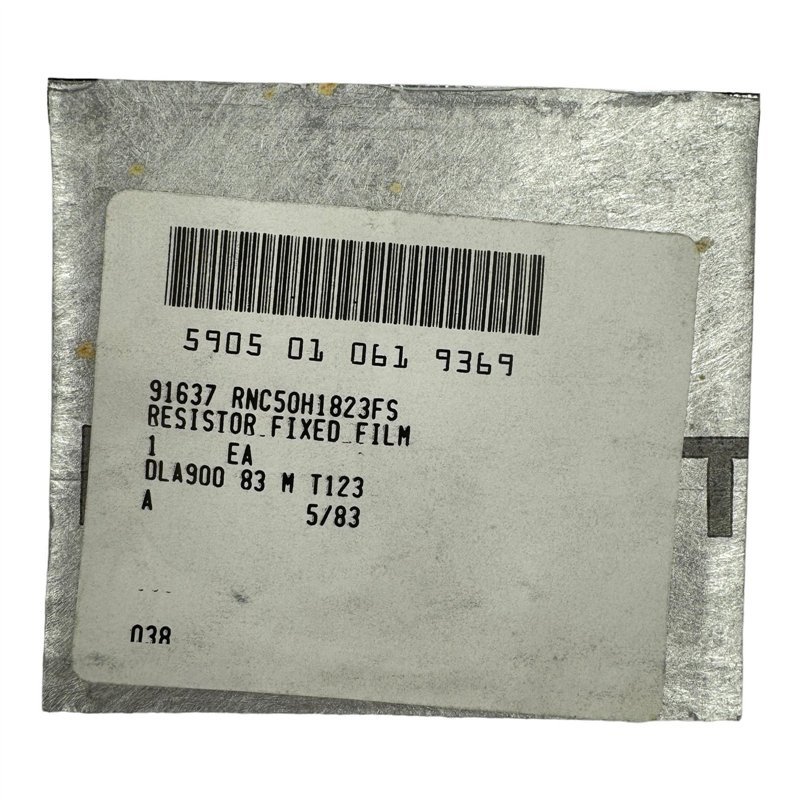 5905 01 061 9369
91637 RNC50H1823FS
RESISTOR FIXED FILM
1 EA
DLA900 83 M T123
A 5/83
038
T